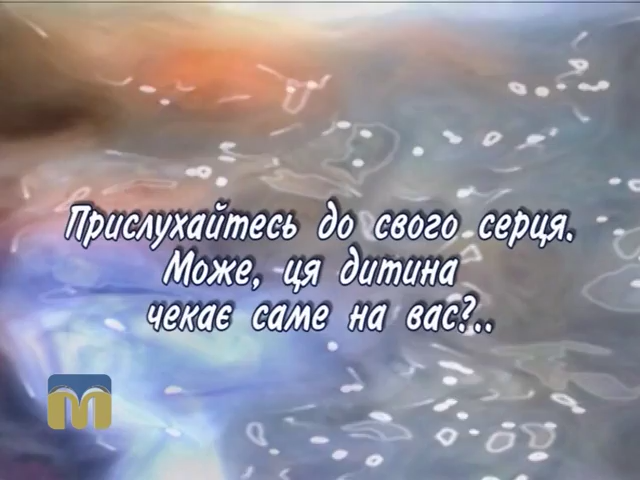 Прислухайтесь до свого серця.
Може, ця дитина
чекає саме на вас?..
М